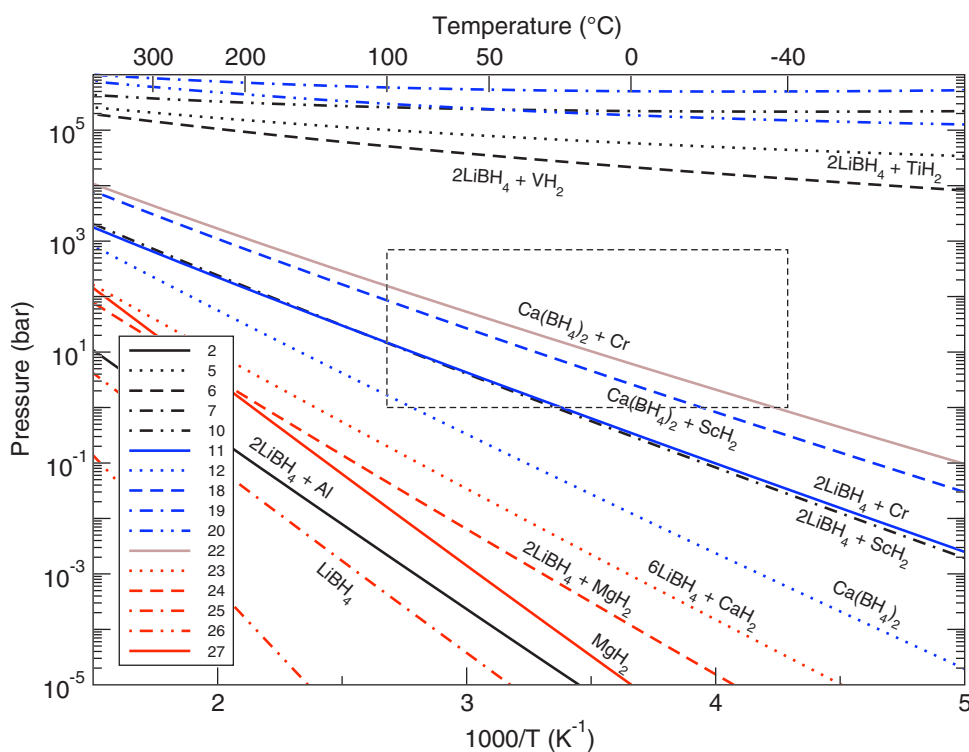 Temperature (°C)
300 200 100 50 0 -40
10^5
10^3
10^1
10^-1
10^-3
10^-5
Pressure (bar)
2LiBH4 + VH2
2LiBH4 + TiH2
Ca(BH4)2 + Cr
Ca(BH4)2 + ScH2
2LiBH4 + Cr
2LiBH4 + ScH2
2LiBH4 + Al
LiBH4
2LiBH4 + MgH2
6LiBH4 + CaH2
Ca(BH4)2
MgH2
2
5
6
7
10
11
12
18
19
20
22
23
24
25
26
27
2 3 4 5
1000/T (K^-1)